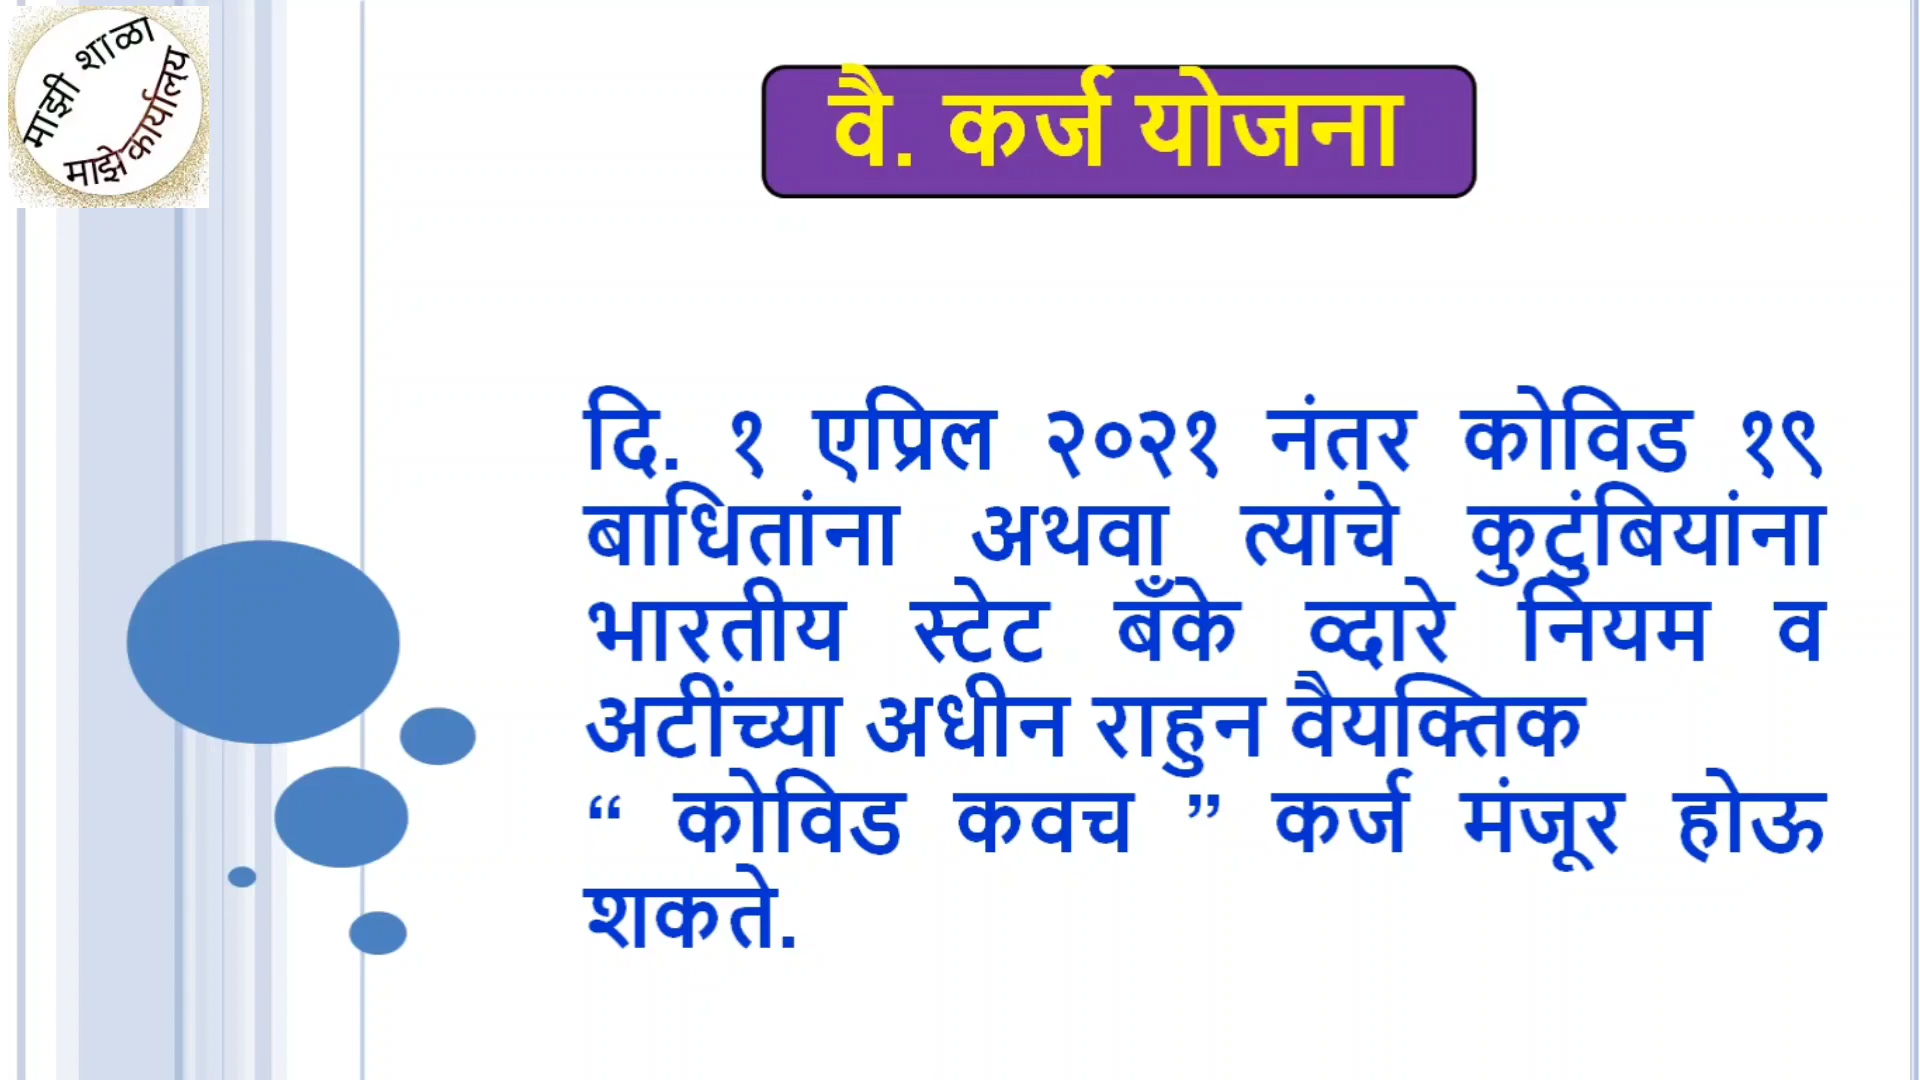 माझी शाळा
माझे कार्यालय
वै. कर्ज योजना
दि. १ एप्रिल २०२१ नंतर कोविड १९
बाधितांना अथवा त्यांचे कुटुंबियांना
भारतीय स्टेट बँके व्दारे नियम व
अटींच्या अधीन राहुन वैयक्तिक
“ कोविड कवच ” कर्ज मंजूर होऊ
शकते.